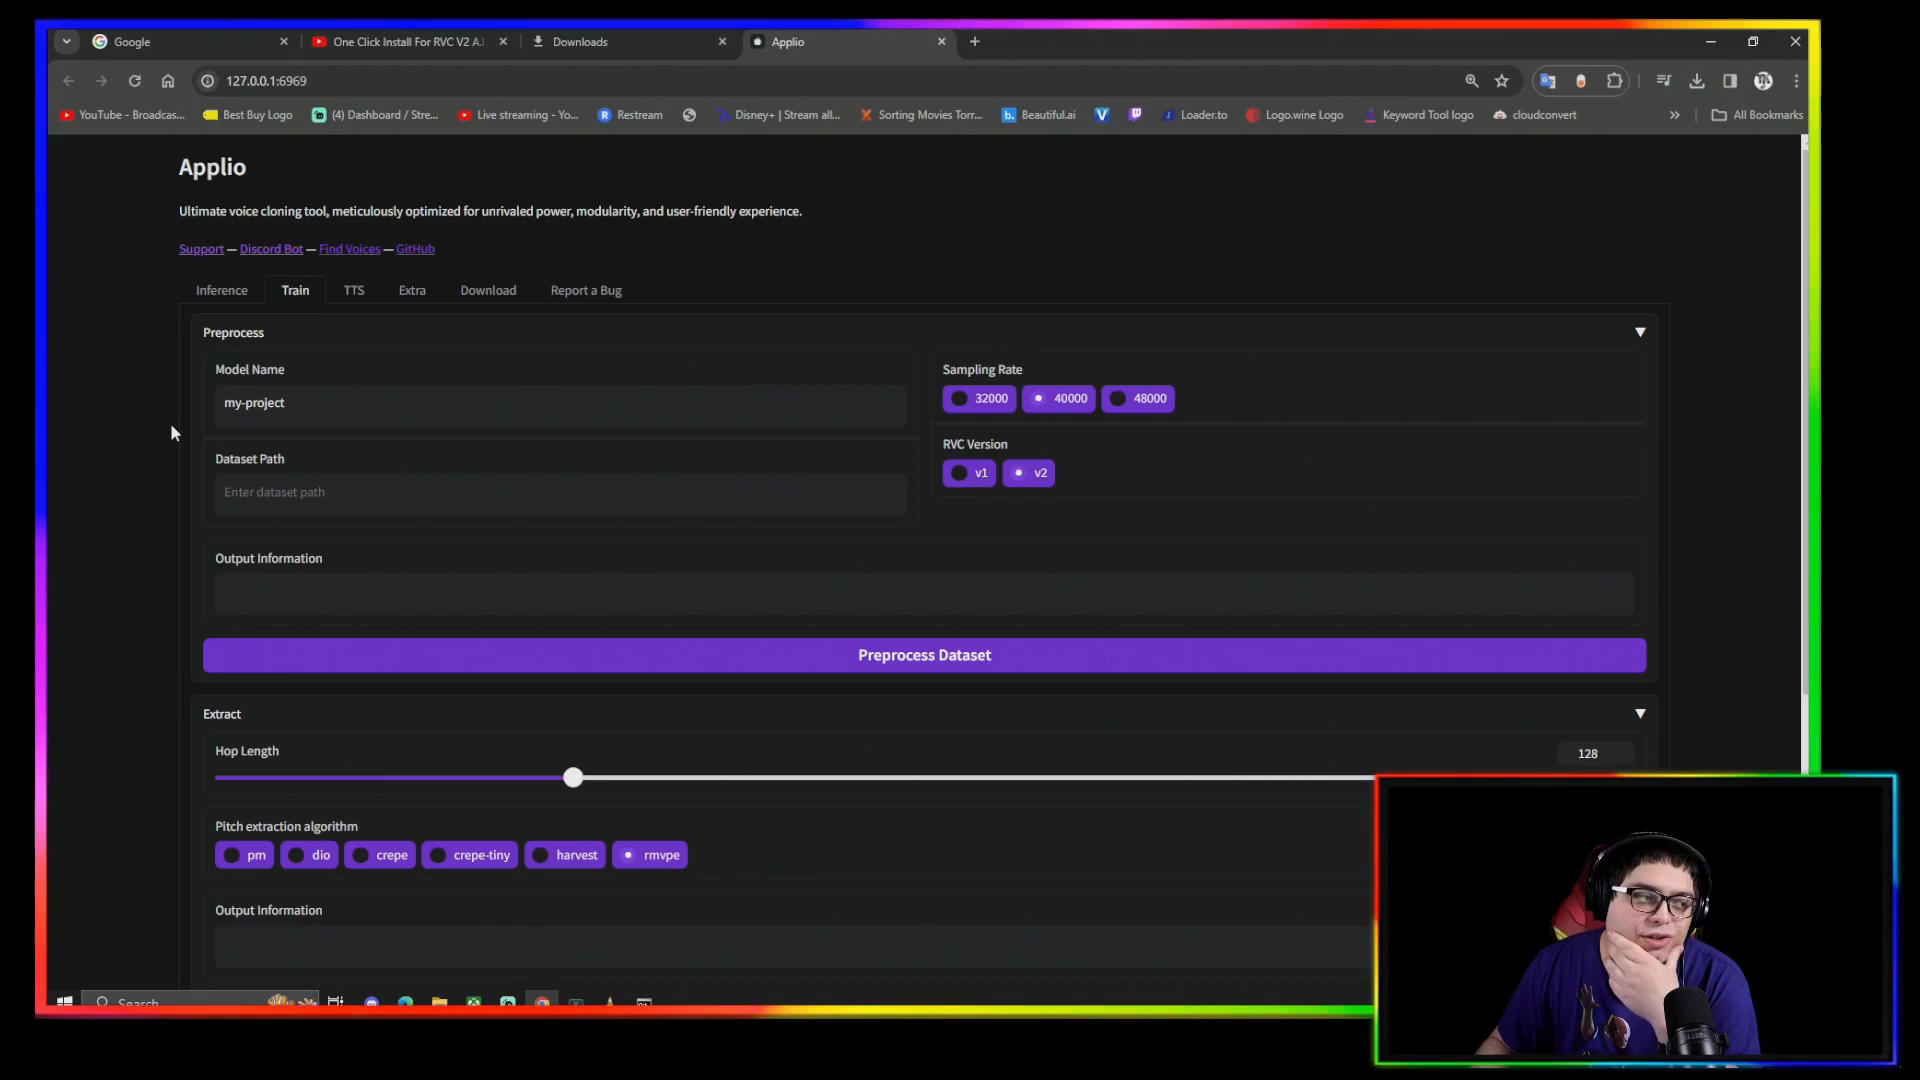 Google
One Click Install For RVC V2 A.I
Downloads
Applio
127.0.0.1:6969
YouTube - Broadcas...
Best Buy Logo
(4) Dashboard / Stre...
Live streaming - Yo...
Restream
Disney+ | Stream all...
Sorting Movies Torr...
Beautiful.ai
Loader.to
Logo.wine Logo
Keyword Tool logo
cloudconvert
All Bookmarks
Applio
Ultimate voice cloning tool, meticulously optimized for unrivaled power, modularity, and user-friendly experience.
Support — Discord Bot — Find Voices — GitHub
Inference
Train
TTS
Extra
Download
Report a Bug
Preprocess
Model Name
my-project
Sampling Rate
32000
40000
48000
Dataset Path
Enter dataset path
RVC Version
v1
v2
Output Information
Preprocess Dataset
Extract
Hop Length
128
Pitch extraction algorithm
pm
dio
crepe
crepe-tiny
harvest
rmvpe
Output Information
Search